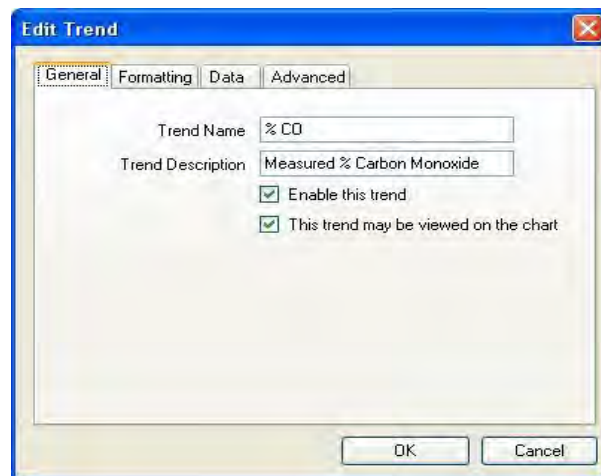 Edit Trend
General Formatting Data Advanced
Trend Name % CO
Trend Description Measured % Carbon Monoxide
Enable this trend
This trend may be viewed on the chart
OK Cancel